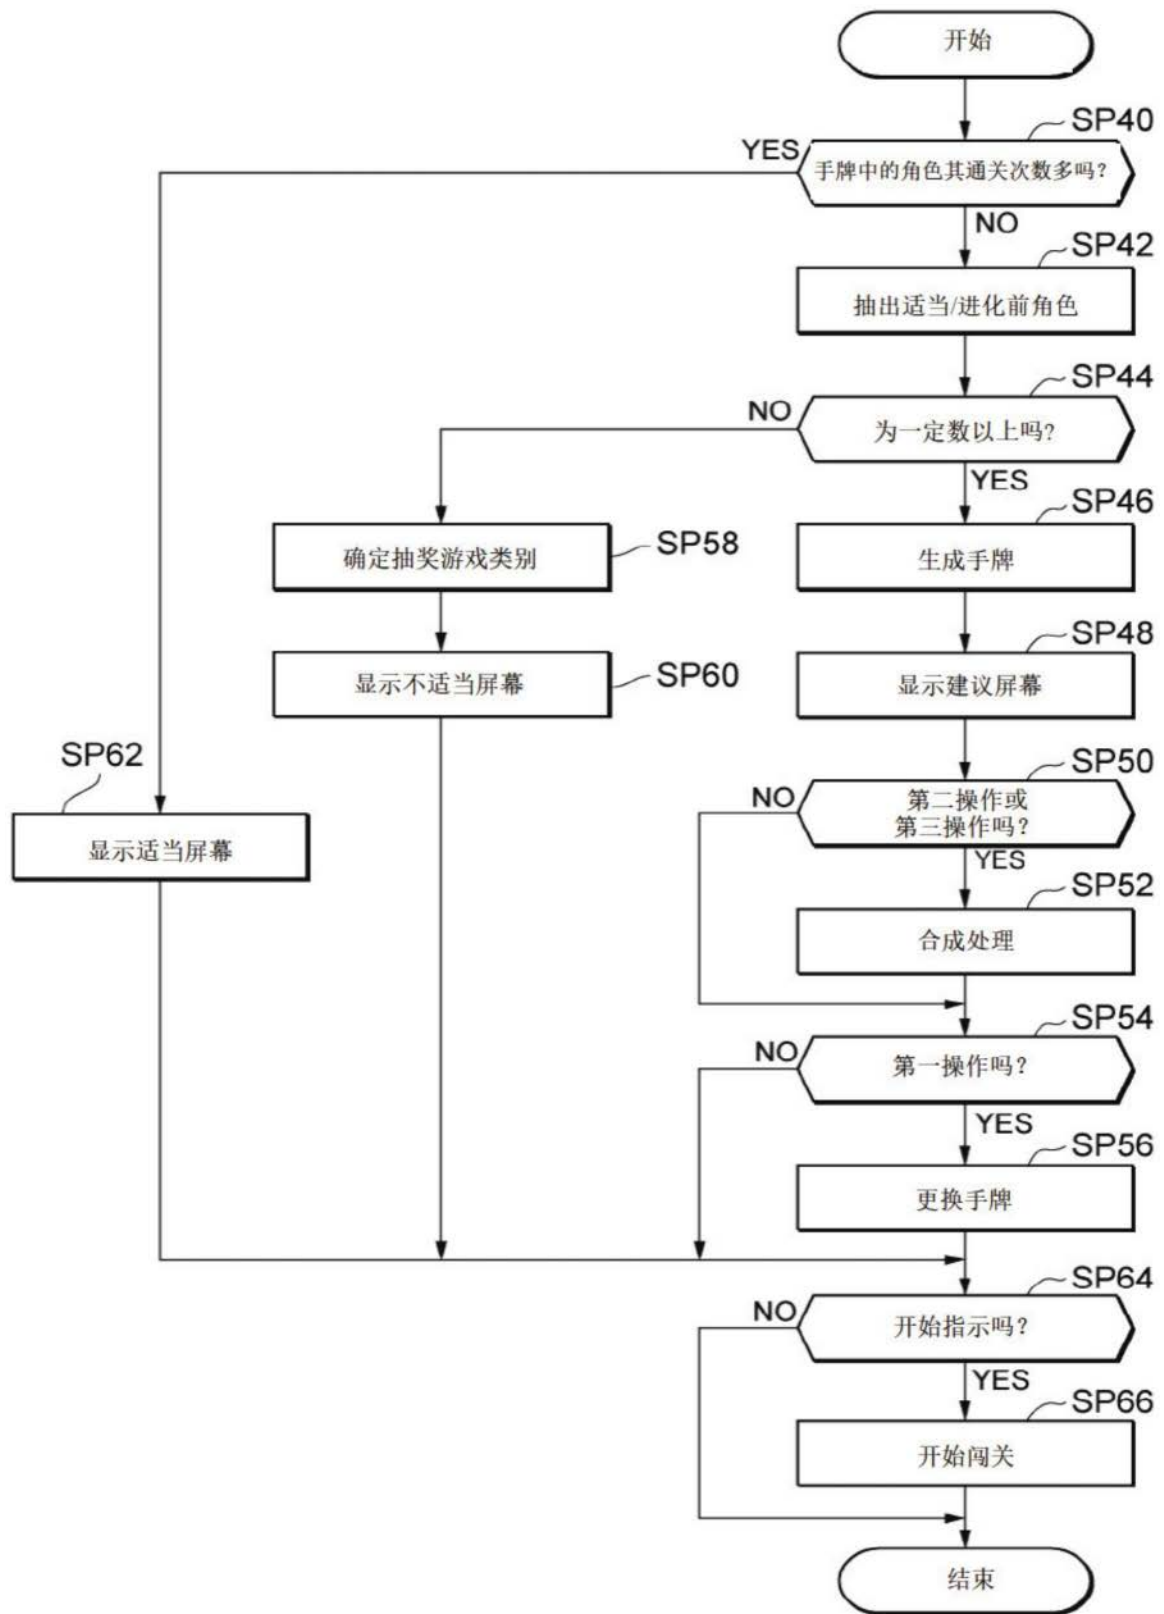 开始
SP40
YES
手牌中的角色其通关次数多吗？
NO
SP42
抽出适当/进化前角色
SP44
NO
为一定数以上吗?
YES
SP46
生成手牌
确定抽奖游戏类别
SP58
SP48
显示建议屏幕
显示不适当屏幕
SP60
SP62
显示适当屏幕
SP50
NO
第二操作或
第三操作吗？
YES
SP52
合成处理
SP54
NO
第一操作吗？
YES
SP56
更换手牌
SP64
NO
开始指示吗？
YES
SP66
开始闯关
结束